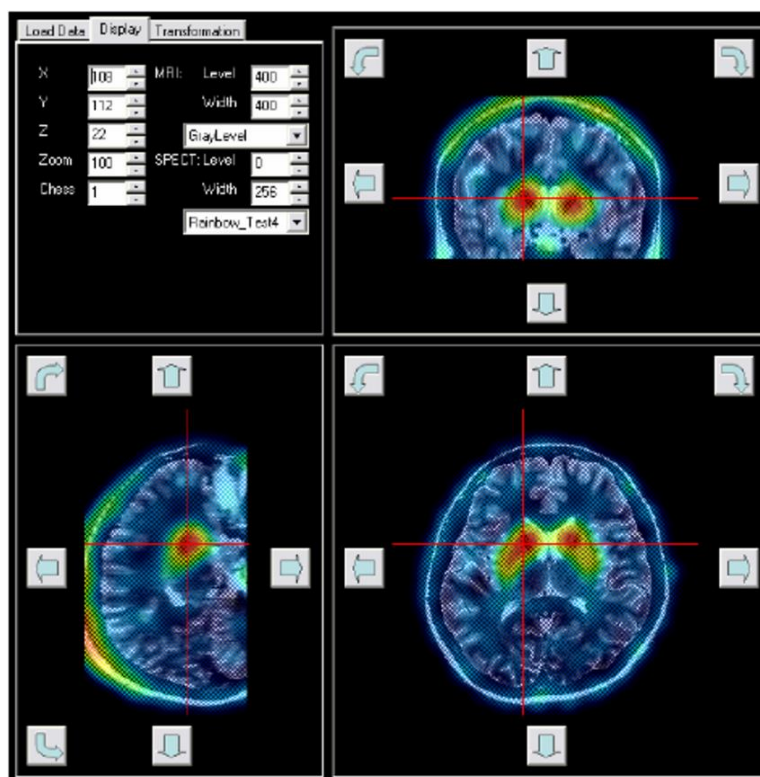 Load Data Display Transformation
X 108 MRI: Level 400
Y 112 Width 400
Z 22 GrayLevel
Zoom 100 SPECT: Level 0
Chess 1 Width 256
Rainbow_Test4